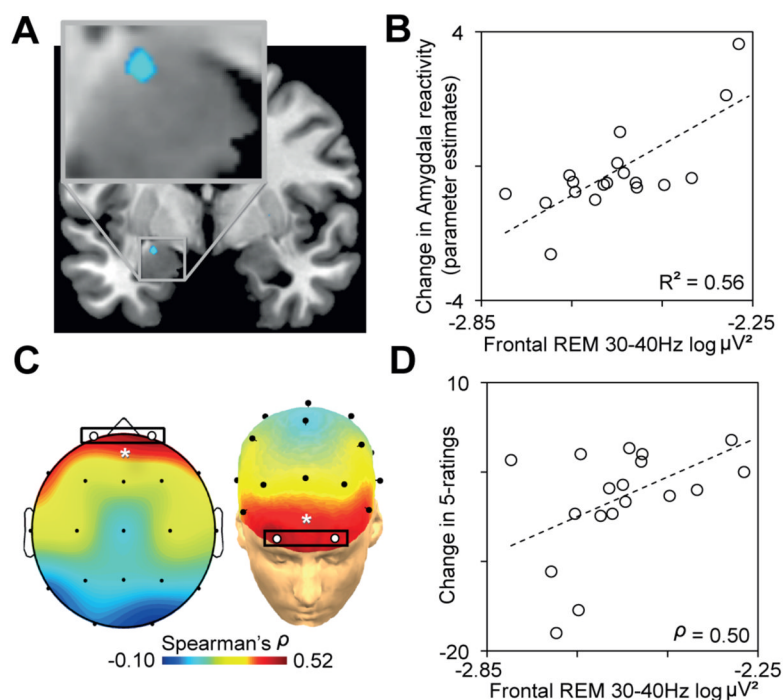 A
B
4
Change in Amygdala reactivity
(parameter estimates)
-4
R² = 0.56
-2.85
-2.25
Frontal REM 30-40Hz log µV²
C
*
*
Spearman's ρ
-0.10
0.52
D
10
Change in 5-ratings
-20
ρ = 0.50
-2.85
-2.25
Frontal REM 30-40Hz log µV²